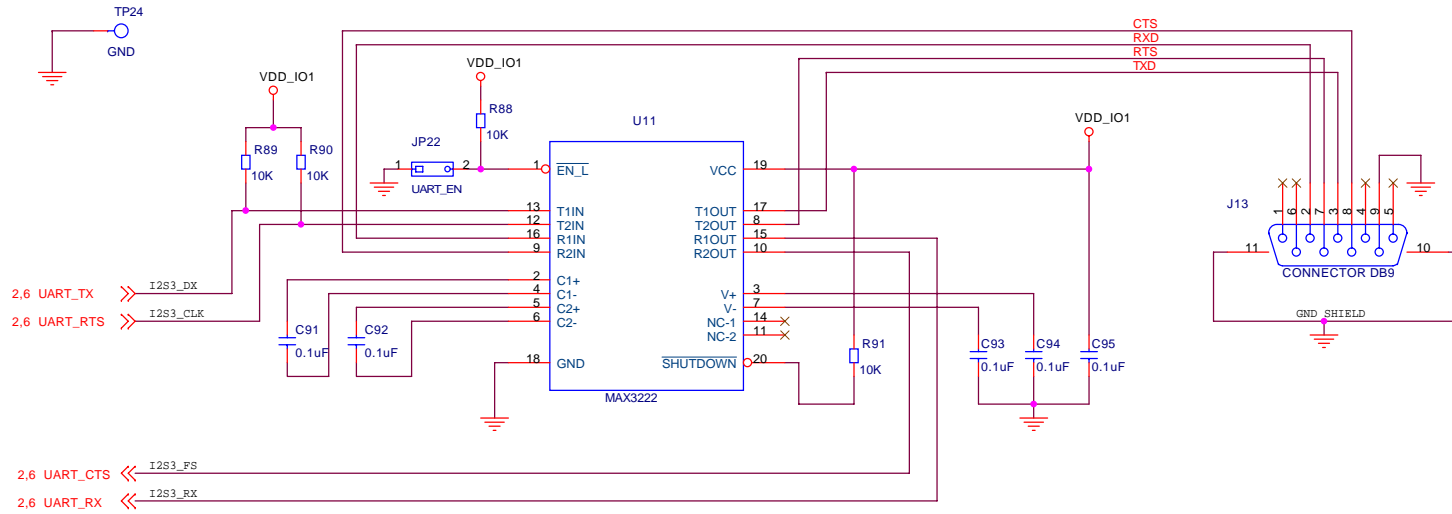 TP24
GND
VDD_IO1
VDD_IO1
R89
10K
R90
10K
R88
10K
JP22
1
2
UART_EN
U11
1
EN_L
13
T1IN
12
T2IN
16
R1IN
9
R2IN
2
C1+
4
C1-
5
C2+
6
C2-
18
GND
VCC
19
T1OUT
17
T2OUT
8
R1OUT
15
R2OUT
10
V+
3
V-
7
NC-1
14
NC-2
11
SHUTDOWN
20
MAX3222
C91
0.1uF
C92
0.1uF
R91
10K
C93
0.1uF
C94
0.1uF
C95
0.1uF
VDD_IO1
CTS
RXD
RTS
TXD
J13
1
6
2
7
3
8
4
9
5
11
10
CONNECTOR DB9
GND_SHIELD
2,6 UART_TX
I2S3_DX
2,6 UART_RTS
I2S3_CLK
2,6 UART_CTS
I2S3_FS
2,6 UART_RX
I2S3_RX